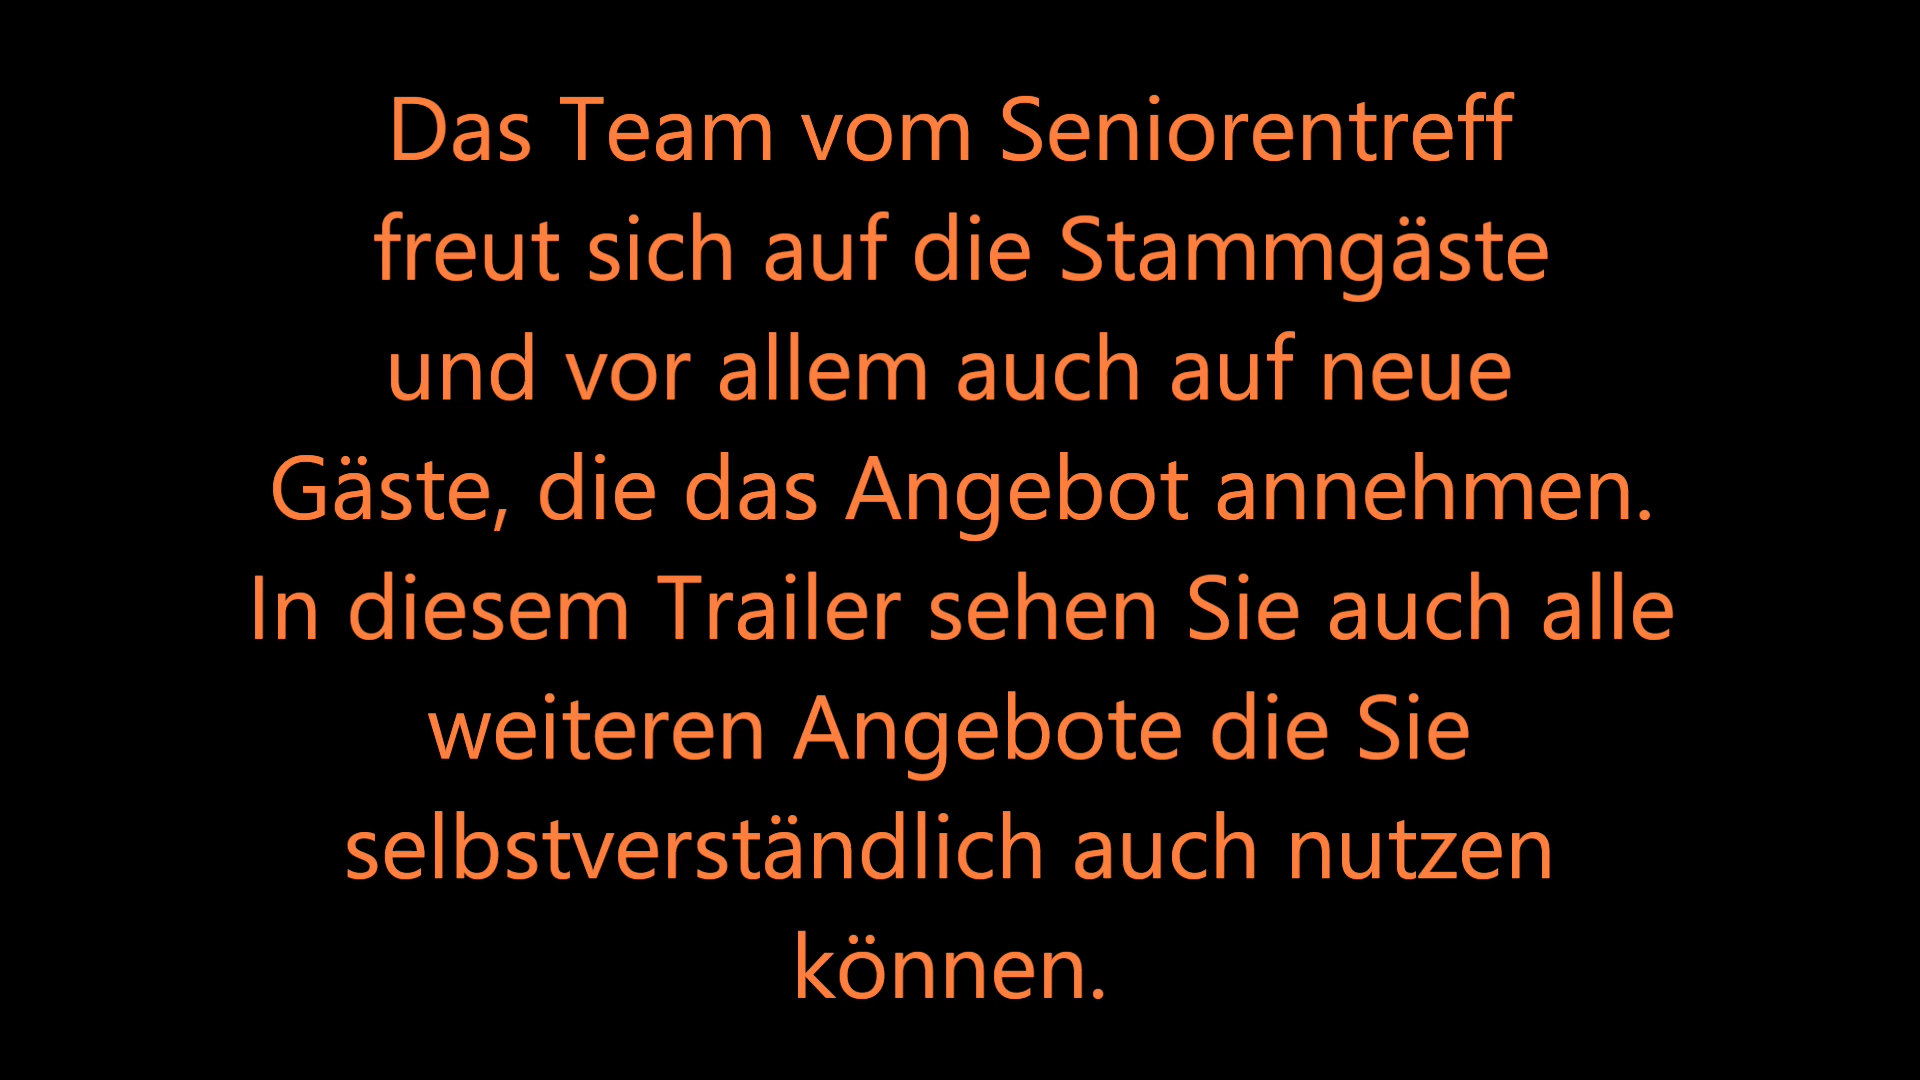 Das Team vom Seniorentreff
freut sich auf die Stammgäste
und vor allem auch auf neue
Gäste, die das Angebot annehmen.
In diesem Trailer sehen Sie auch alle
weiteren Angebote die Sie
selbstverständlich auch nutzen
können.